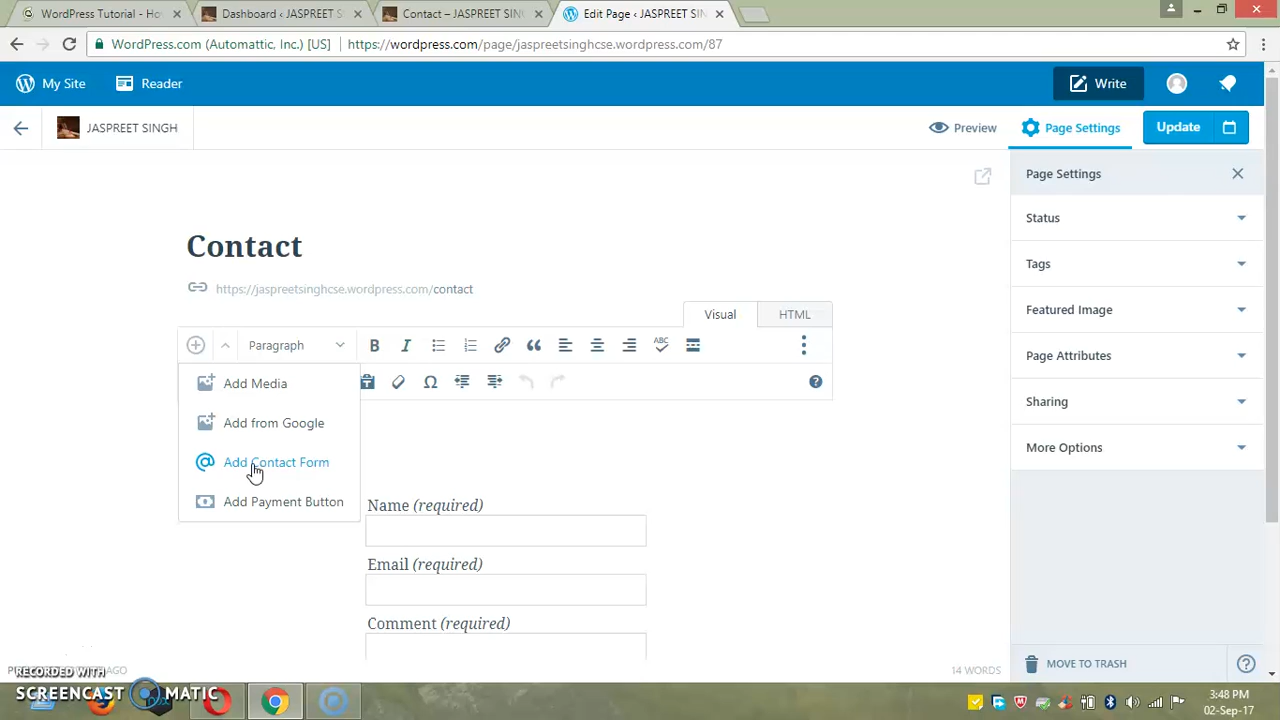 WordPress Tutorial - Ho
Dashboard ‹ JASPREET S
Contact – JASPREET SIN
Edit Page ‹ JASPREET SI
WordPress.com (Automattic, Inc.) [US]
https://wordpress.com/page/jaspreetsinghcse.wordpress.com/87
My Site
Reader
Write
JASPREET SINGH
Preview
Page Settings
Update
Page Settings
Status
Tags
Featured Image
Page Attributes
Sharing
More Options
MOVE TO TRASH
Contact
https://jaspreetsinghcse.wordpress.com/contact
Visual
HTML
Paragraph
B
I
ABC
Add Media
Add from Google
Add Contact Form
Add Payment Button
Name (required)
Email (required)
Comment (required)
AGO
14 WORDS
RECORDED WITH
SCREENCAST MATIC
3:48 PM
02-Sep-17